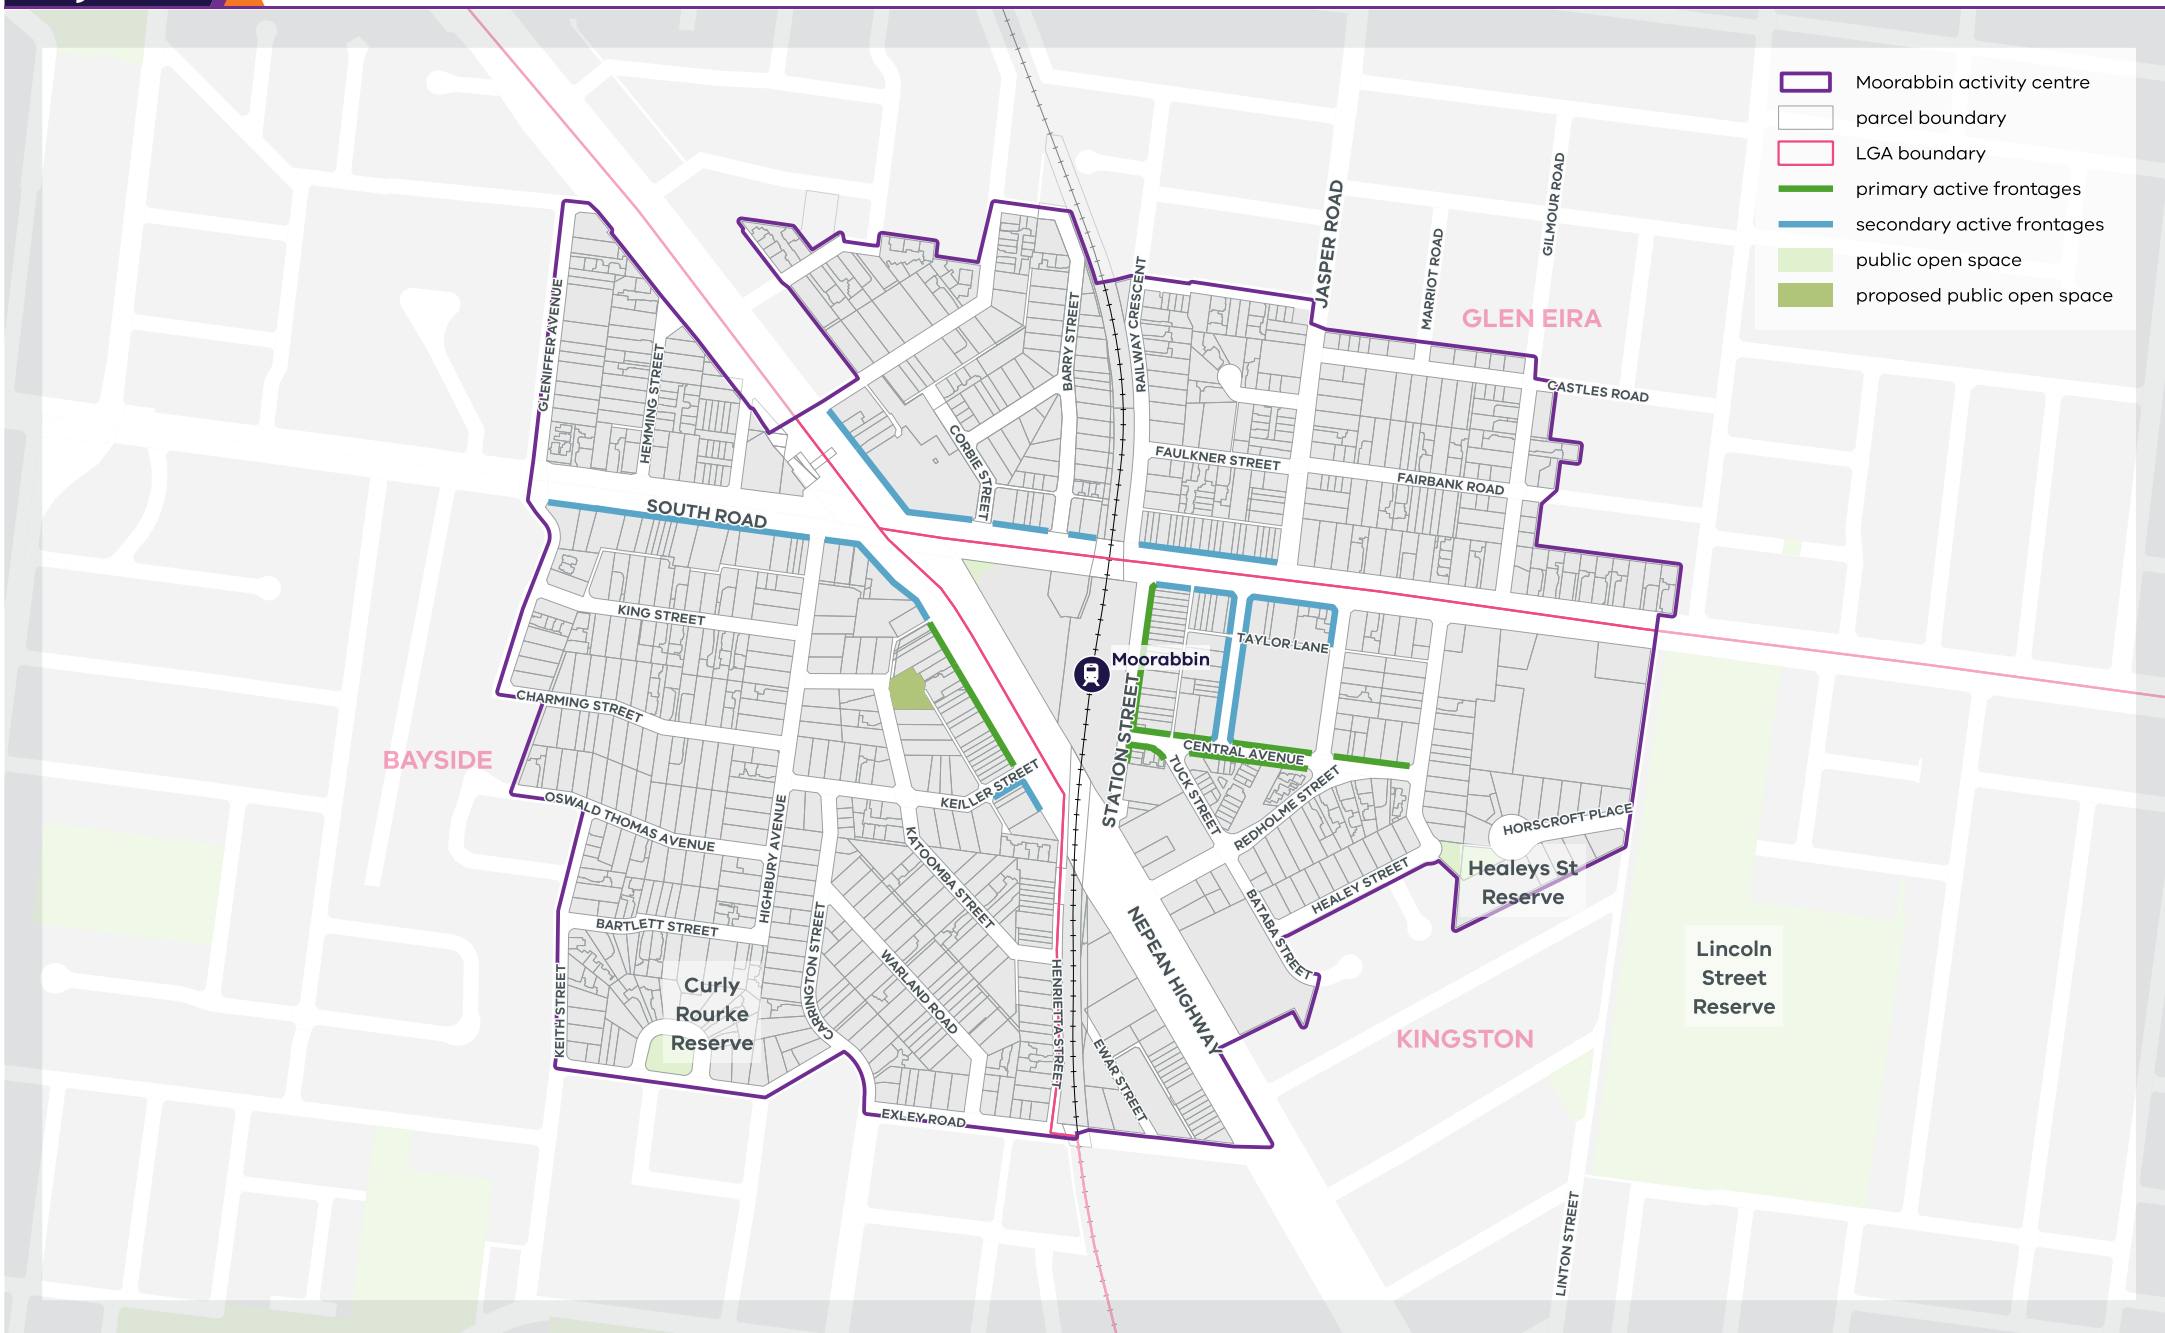 Moorabbin activity centre
parcel boundary
LGA boundary
primary active frontages
secondary active frontages
public open space
proposed public open space
GILMOUR ROAD
JASPER ROAD
MARRIOT ROAD
GLEN EIRA
RAILWAY CRESCENT
BARRY STREET
GLENIFFER AVENUE
HEMMING STREET
CASTLES ROAD
CORBIE STREET
FAULKNER STREET
FAIRBANK ROAD
SOUTH ROAD
KING STREET
TAYLOR LANE
Moorabbin
CHARMING STREET
STATION STREET
CENTRAL AVENUE
BAYSIDE
KEILLER STREET
TUCK STREET
REDHOLME STREET
OSWALD THOMAS AVENUE
HIGHBURY AVENUE
KATOOMBA STREET
HORSCROFT PLACE
Healeys St
Reserve
HEALEY STREET
BATABA STREET
BARTLETT STREET
CARRINGTON STREET
WARLAND ROAD
NEPEAN HIGHWAY
KEITH STREET
Curly
Rourke
Reserve
HENRIETTA STREET
Lincoln
Street
Reserve
KINGSTON
EWAR STREET
EXLEY ROAD
LINTON STREET